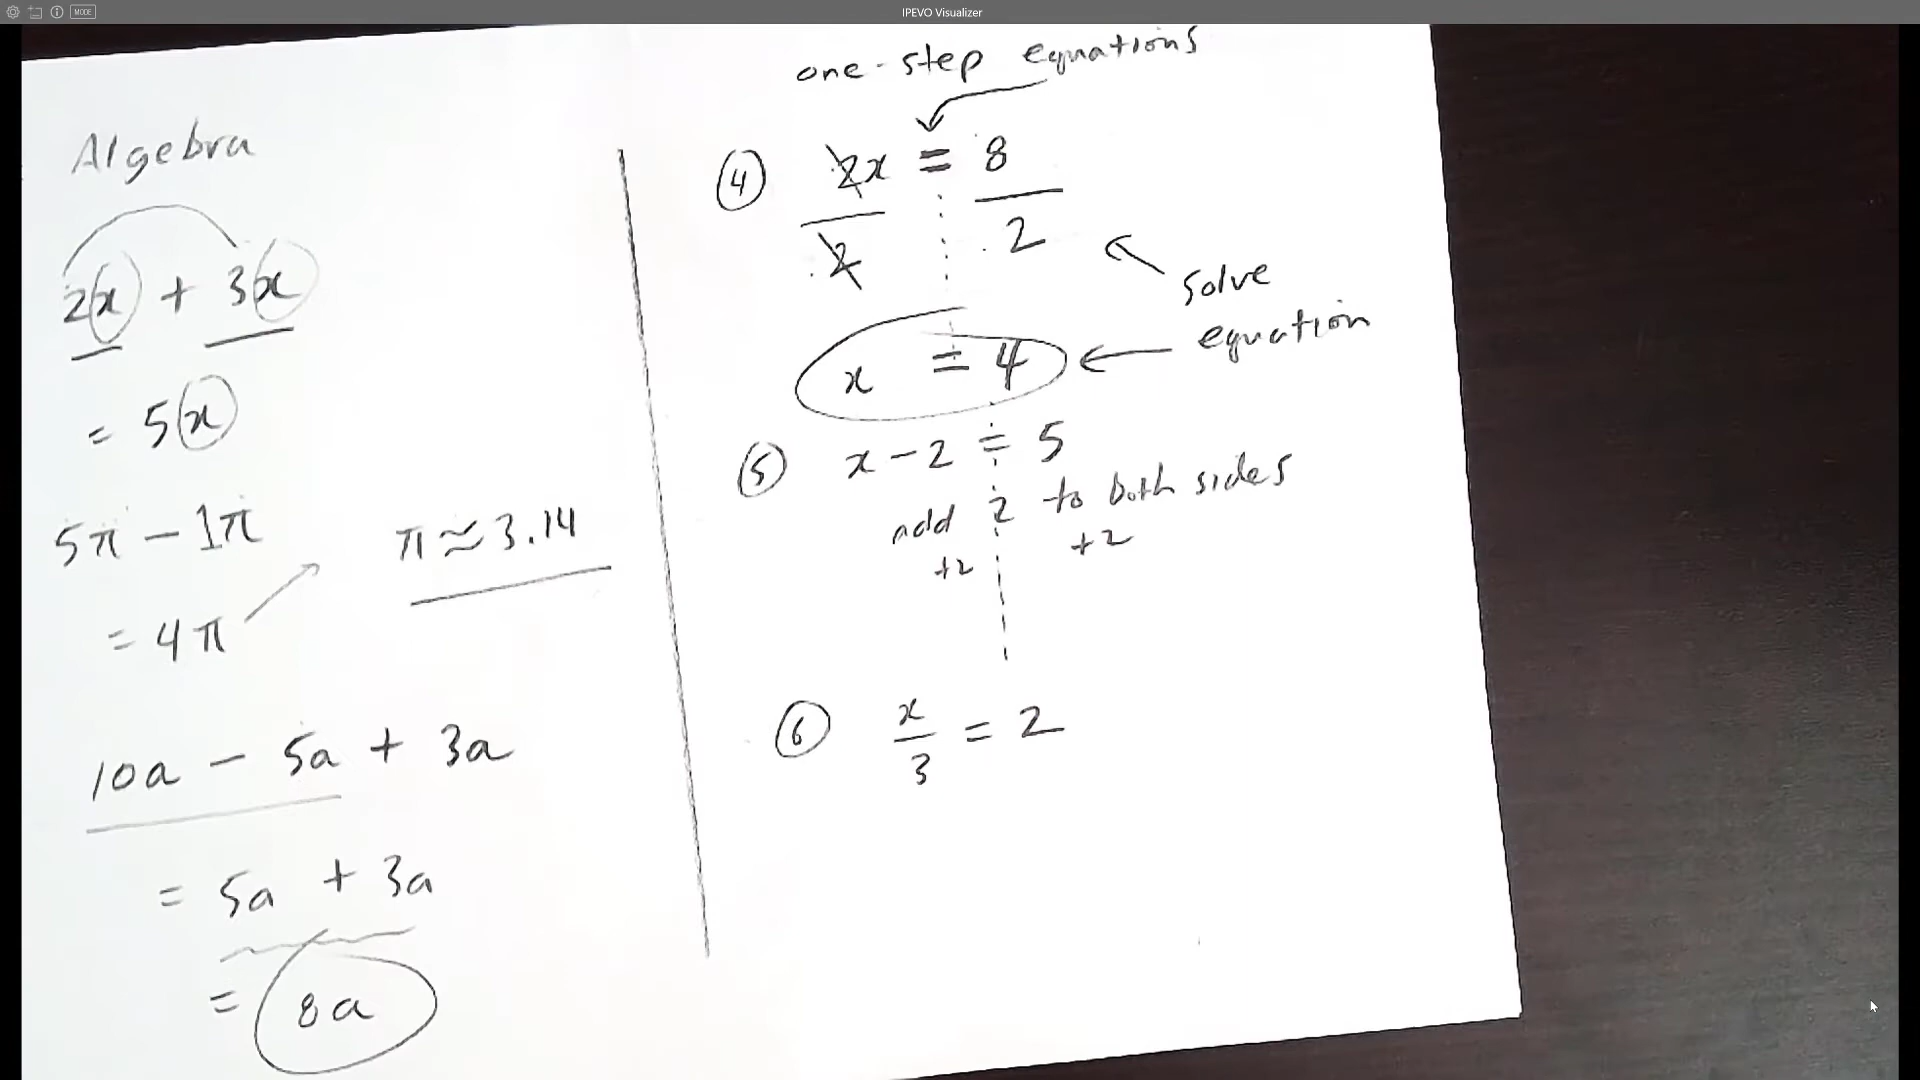 MODE
IPEVO Visualizer
Algebra
2x + 3x
= 5x
5π - 1π
π ≈ 3.14
= 4π
10a - 5a + 3a
= 5a + 3a
= 8a
one-step equations
④ 2x = 8
2 2
solve
equation
x = 4
⑤ x - 2 = 5
add 2 to both sides
+2 +2
⑥ x
3
= 2